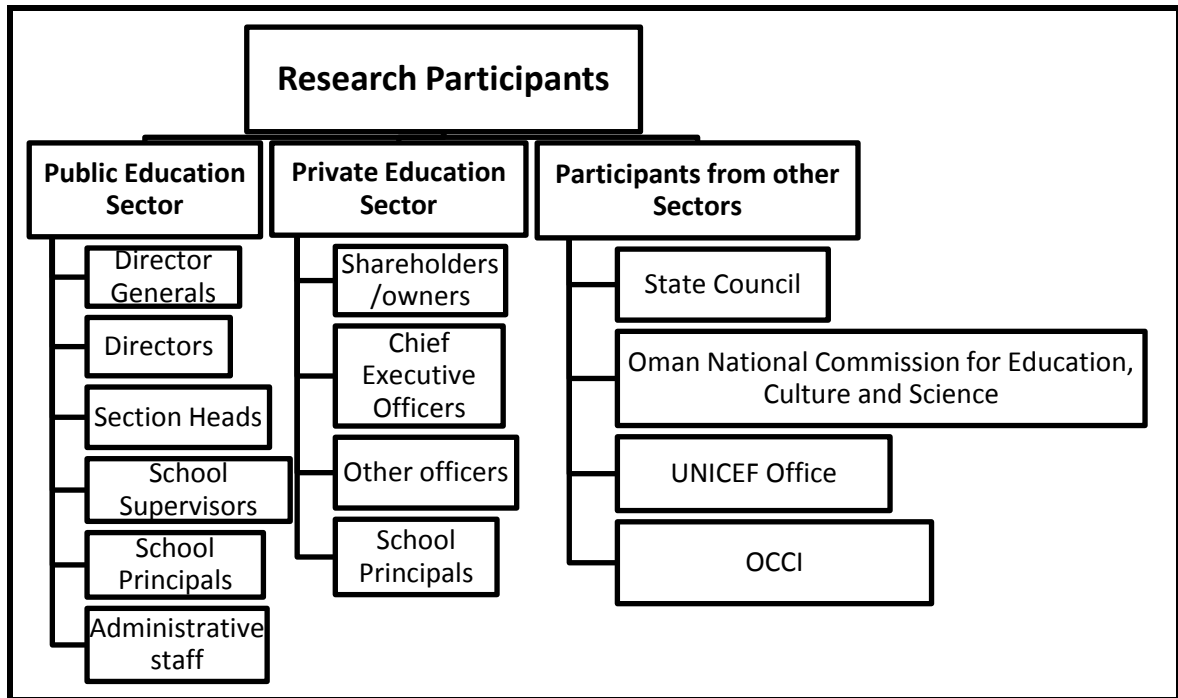 Research Participants
Public Education
Sector
Director
Generals
Directors
Section Heads
School
Supervisors
School
Principals
Administrative
staff
Private Education
Sector
Shareholders
/owners
Chief
Executive
Officers
Other officers
School
Principals
Participants from other
Sectors
State Council
Oman National Commission for Education,
Culture and Science
UNICEF Office
OCCI